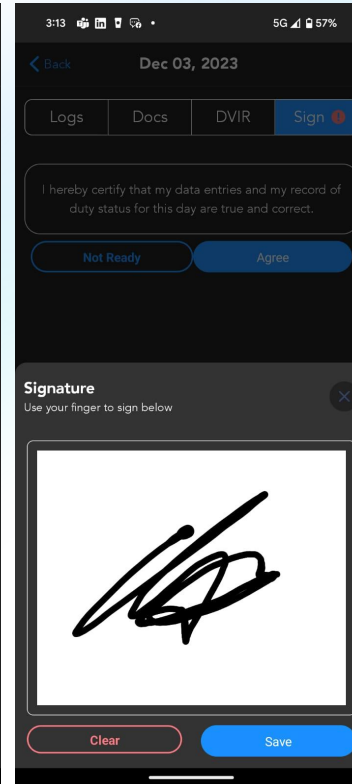 3:13 5G 57%
Back Dec 03, 2023
Logs Docs DVIR Sign !
I hereby certify that my data entries and my record of
duty status for this day are true and correct.
Not Ready Agree
Signature
Use your finger to sign below
Clear Save